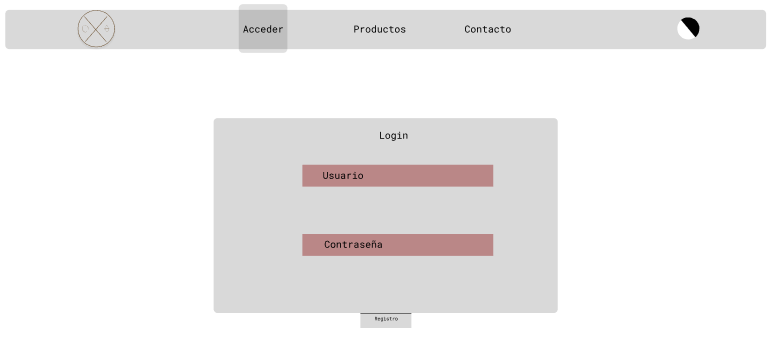 Acceder
Productos
Contacto
Login
Usuario
Contraseña
Registro